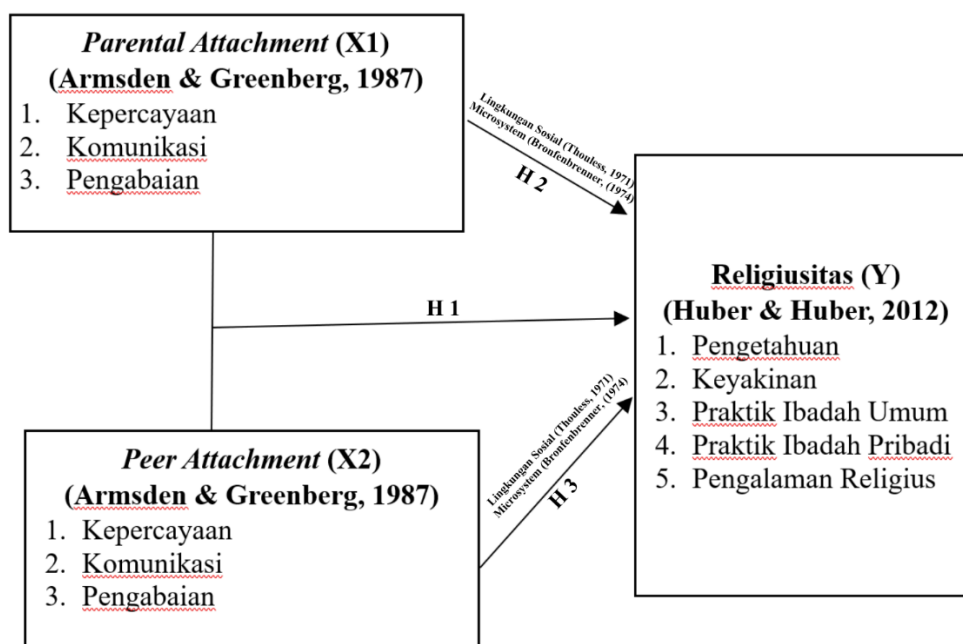 Parental Attachment (X1)
(Armsden & Greenberg, 1987)
1. Kepercayaan
2. Komunikasi
3. Pengabaian
Lingkungan Sosial (Thouless, 1971)
Microsystem (Bronfenbrenner, (1974)
H 2
H 1
Religiusitas (Y)
(Huber & Huber, 2012)
1. Pengetahuan
2. Keyakinan
3. Praktik Ibadah Umum
4. Praktik Ibadah Pribadi
5. Pengalaman Religius
Lingkungan Sosial (Thouless, 1971)
Microsystem (Bronfenbrenner, (1974)
H 3
Peer Attachment (X2)
(Armsden & Greenberg, 1987)
1. Kepercayaan
2. Komunikasi
3. Pengabaian